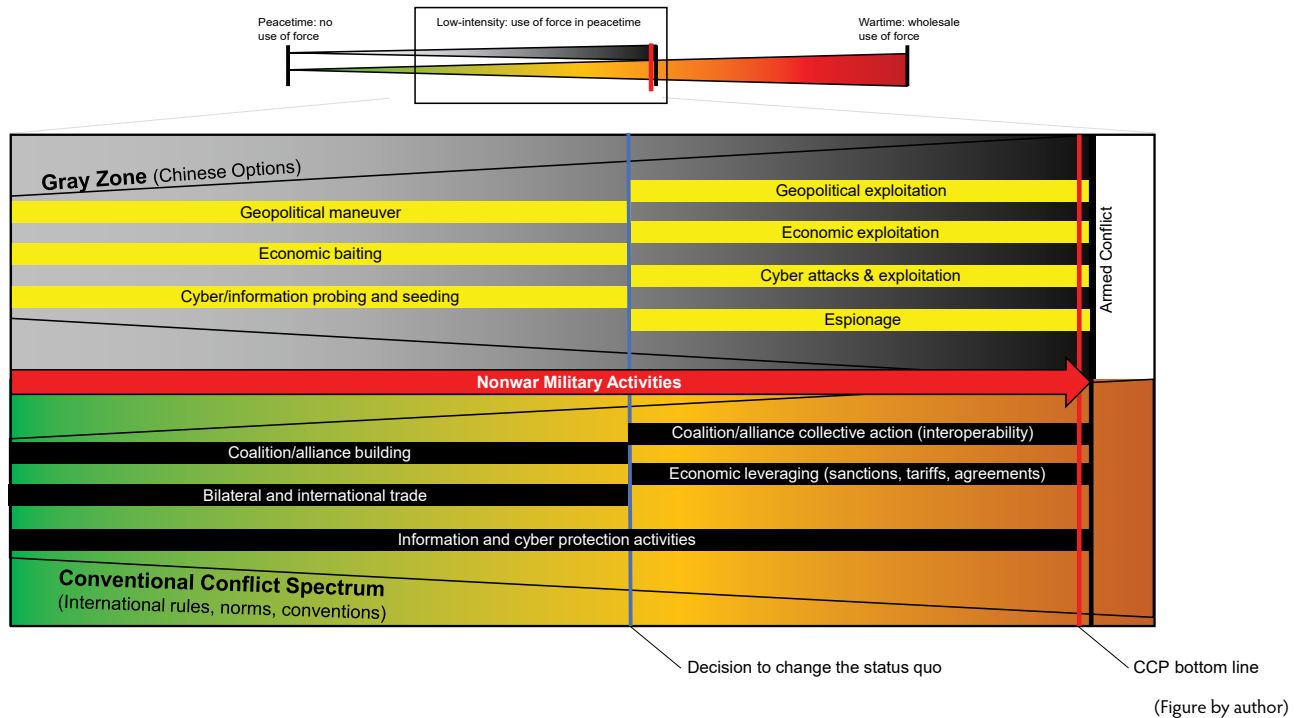 Peacetime: no
use of force
Low-intensity: use of force in peacetime
Wartime: wholesale
use of force
Gray Zone (Chinese Options)
Geopolitical maneuver
Economic baiting
Cyber/information probing and seeding
Geopolitical exploitation
Economic exploitation
Cyber attacks & exploitation
Espionage
Armed Conflict
Nonwar Military Activities
Coalition/alliance building
Bilateral and international trade
Coalition/alliance collective action (interoperability)
Economic leveraging (sanctions, tariffs, agreements)
Information and cyber protection activities
Conventional Conflict Spectrum
(International rules, norms, conventions)
Decision to change the status quo
CCP bottom line
(Figure by author)